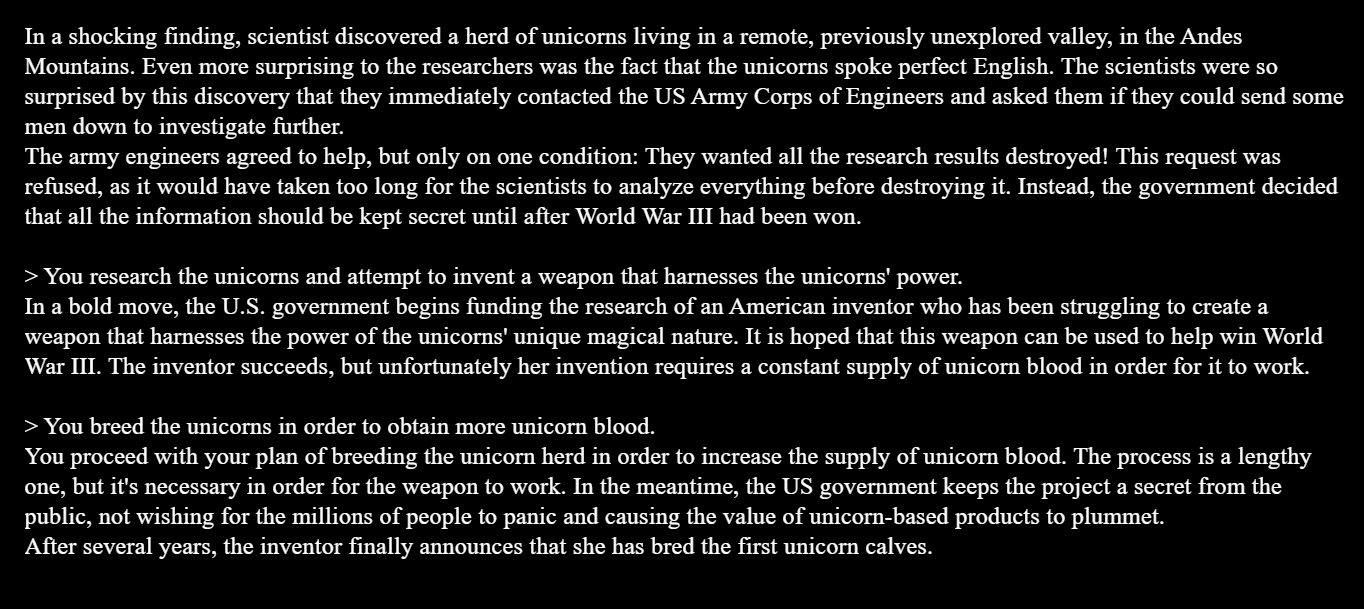 In a shocking finding, scientist discovered a herd of unicorns living in a remote, previously unexplored valley, in the Andes
Mountains. Even more surprising to the researchers was the fact that the unicorns spoke perfect English. The scientists were so
surprised by this discovery that they immediately contacted the US Army Corps of Engineers and asked them if they could send some
men down to investigate further.
The army engineers agreed to help, but only on one condition: They wanted all the research results destroyed! This request was
refused, as it would have taken too long for the scientists to analyze everything before destroying it. Instead, the government decided
that all the information should be kept secret until after World War III had been won.

> You research the unicorns and attempt to invent a weapon that harnesses the unicorns' power.
In a bold move, the U.S. government begins funding the research of an American inventor who has been struggling to create a
weapon that harnesses the power of the unicorns' unique magical nature. It is hoped that this weapon can be used to help win World
War III. The inventor succeeds, but unfortunately her invention requires a constant supply of unicorn blood in order for it to work.

> You breed the unicorns in order to obtain more unicorn blood.
You proceed with your plan of breeding the unicorn herd in order to increase the supply of unicorn blood. The process is a lengthy
one, but it's necessary in order for the weapon to work. In the meantime, the US government keeps the project a secret from the
public, not wishing for the millions of people to panic and causing the value of unicorn-based products to plummet.
After several years, the inventor finally announces that she has bred the first unicorn calves.